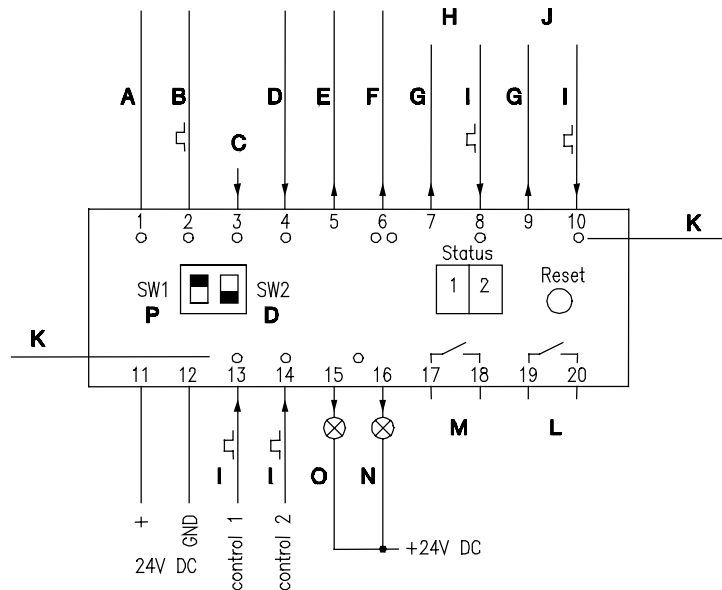 H J
A B D E F G I G I
C
1 2 3 4 5 6 7 8 9 10
K
Status
SW1 SW2 1 2 Reset
P D
K
11 12 13 14 15 16 17 18 19 20
M L
I I O N
+ GND control 1 control 2
24V DC
+24V DC